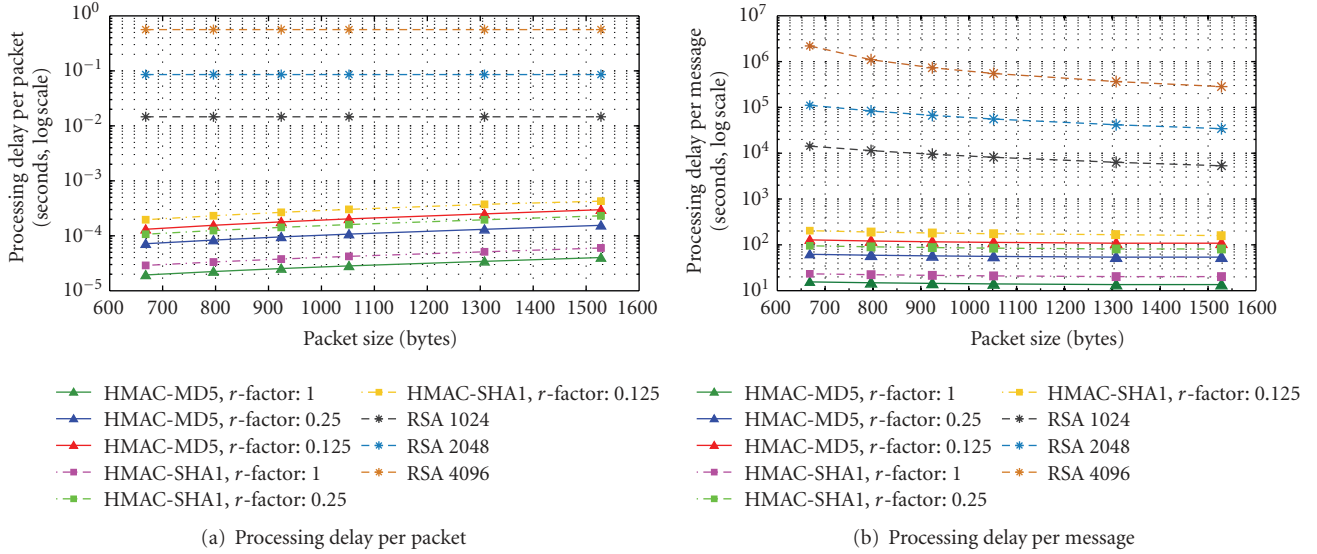 Processing delay per packet
(seconds, log scale)
10^0
10^−1
10^−2
10^−3
10^−4
10^−5
600 700 800 900 1000 1100 1200 1300 1400 1500 1600
Packet size (bytes)
HMAC-MD5, r-factor: 1
HMAC-MD5, r-factor: 0.25
HMAC-MD5, r-factor: 0.125
HMAC-SHA1, r-factor: 1
HMAC-SHA1, r-factor: 0.25
HMAC-SHA1, r-factor: 0.125
RSA 1024
RSA 2048
RSA 4096
(a) Processing delay per packet
Processing delay per message
(seconds, log scale)
10^7
10^6
10^5
10^4
10^3
10^2
10^1
600 700 800 900 1000 1100 1200 1300 1400 1500 1600
Packet size (bytes)
HMAC-MD5, r-factor: 1
HMAC-MD5, r-factor: 0.25
HMAC-MD5, r-factor: 0.125
HMAC-SHA1, r-factor: 1
HMAC-SHA1, r-factor: 0.25
HMAC-SHA1, r-factor: 0.125
RSA 1024
RSA 2048
RSA 4096
(b) Processing delay per message